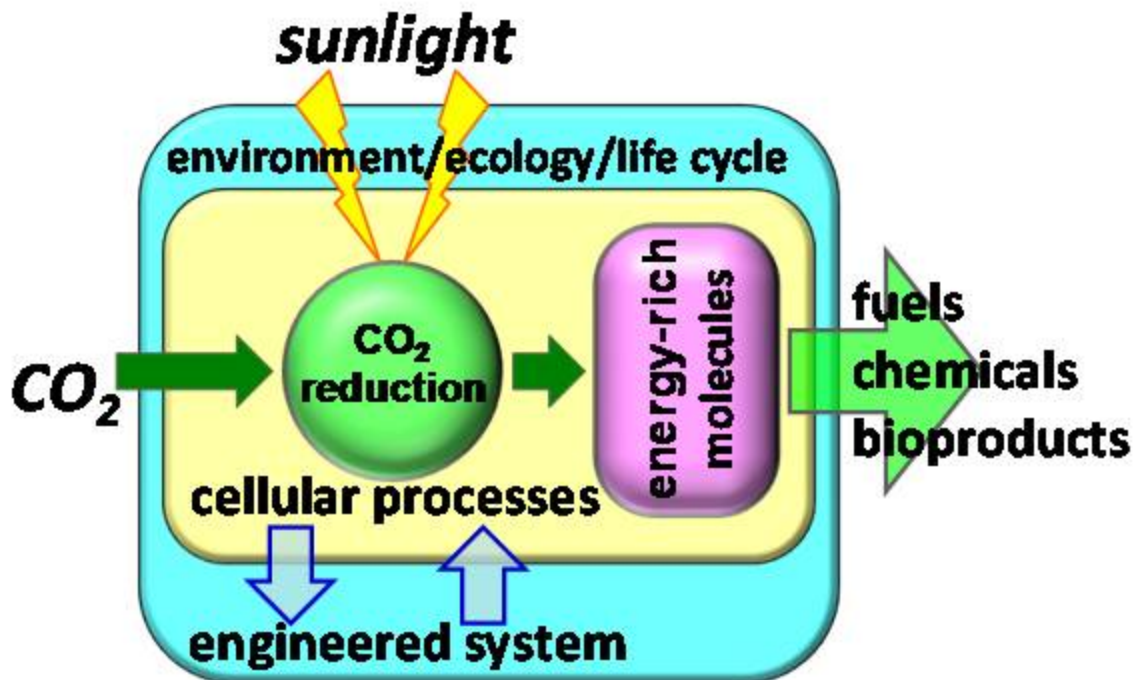 sunlight
environment/ecology/life cycle
CO₂
CO₂
reduction
energy-rich
molecules
fuels
chemicals
bioproducts
cellular processes
engineered system